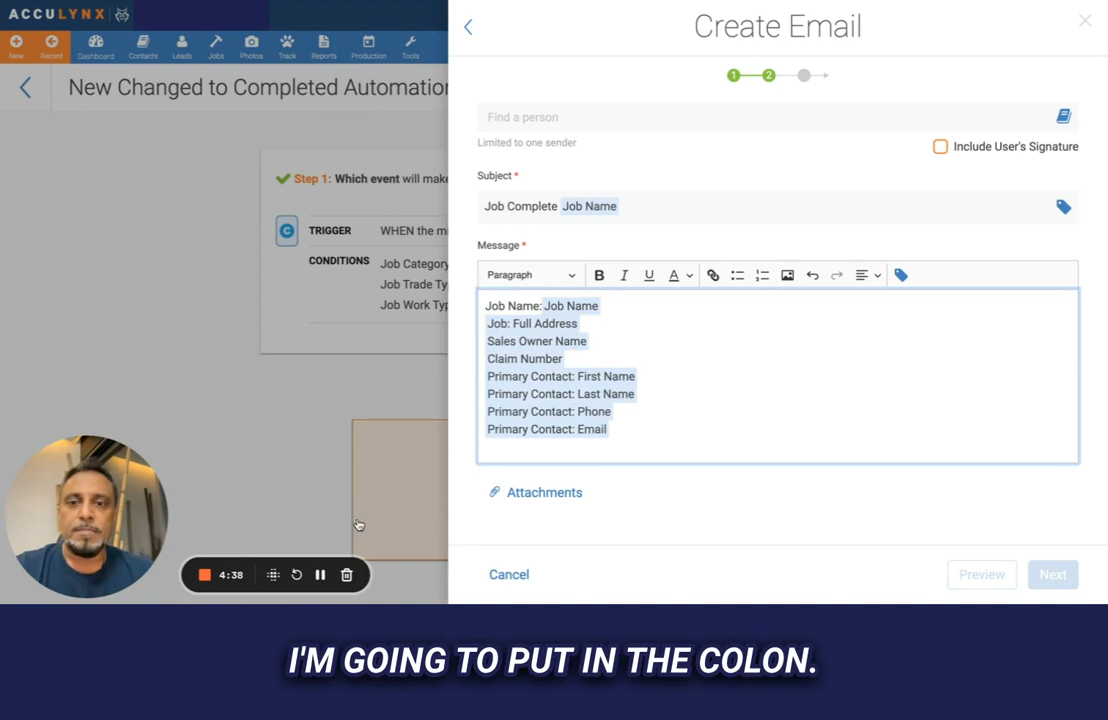 ACCULYNX
New
Recent
Dashboard
Contacts
Leads
Jobs
Photos
Track
Reports
Production
Tools
New Changed to Completed Automation
Step 1: Which event will make
C
TRIGGER WHEN the m
CONDITIONS Job Category
Job Trade Ty
Job Work Typ
4:38
Create Email
1 2
Find a person
Limited to one sender
Include User's Signature
Subject *
Job Complete Job Name
Message *
Paragraph B I U A
Job Name: Job Name
Job: Full Address
Sales Owner Name
Claim Number
Primary Contact: First Name
Primary Contact: Last Name
Primary Contact: Phone
Primary Contact: Email
Attachments
Cancel
Preview
Next
I'M GOING TO PUT IN THE COLON.